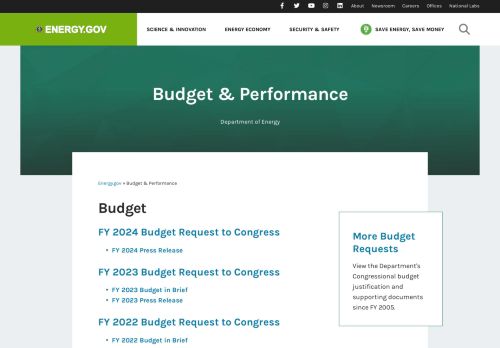 About Newsroom Careers Offices National Labs
ENERGY.GOV SCIENCE & INNOVATION ENERGY ECONOMY SECURITY & SAFETY SAVE ENERGY, SAVE MONEY
Budget & Performance
Department of Energy
Energy.gov » Budget & Performance
Budget
FY 2024 Budget Request to Congress
• FY 2024 Press Release
FY 2023 Budget Request to Congress
• FY 2023 Budget in Brief
• FY 2023 Press Release
FY 2022 Budget Request to Congress
• FY 2022 Budget in Brief
More Budget
Requests
View the Department's
Congressional budget
justification and
supporting documents
since FY 2005.